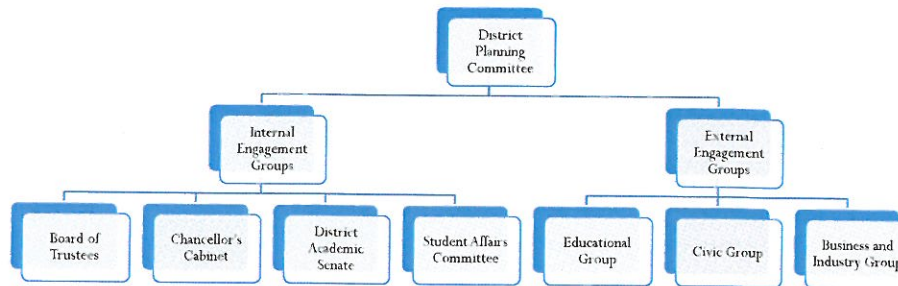 District
Planning
Committee
Internal
Engagement
Groups
External
Engagement
Groups
Board of
Trustees
Chancellor's
Cabinet
District
Academic
Senate
Student Affairs
Committee
Educational
Group
Civic Group
Business and
Industry Group